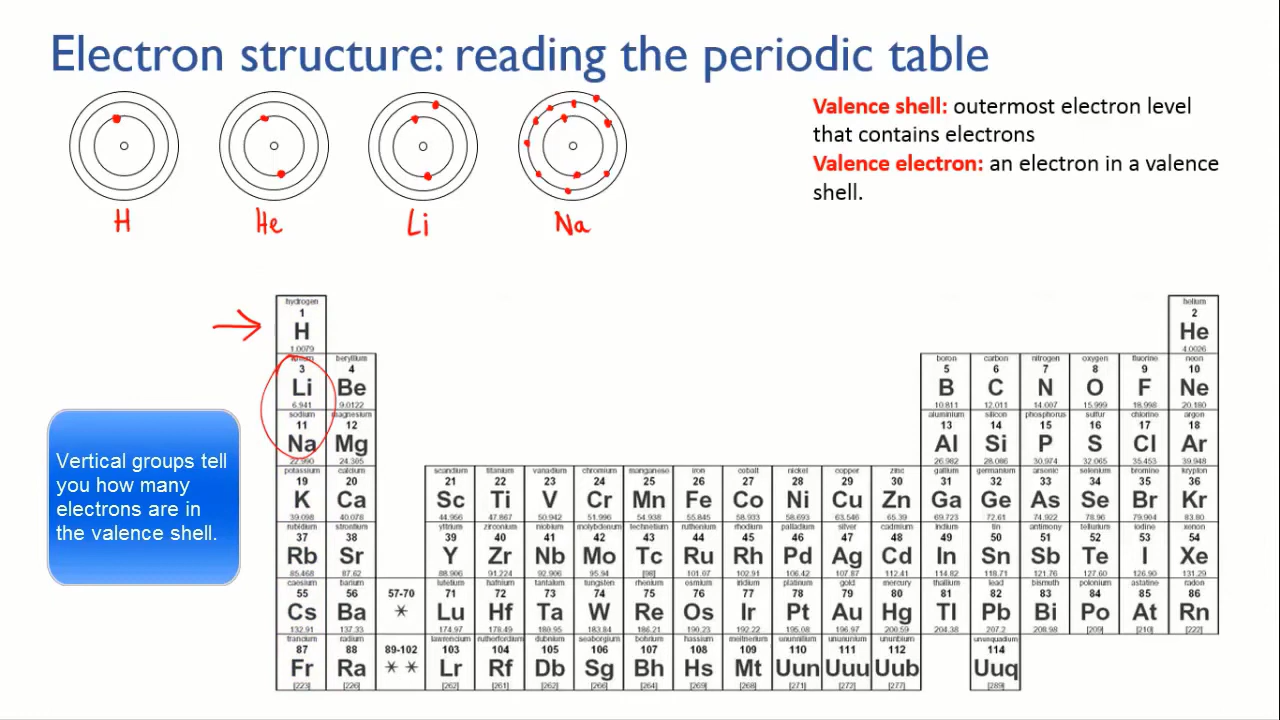 Electron structure: reading the periodic table
Valence shell: outermost electron level
that contains electrons
Valence electron: an electron in a valence
shell.
H He Li Na
Vertical groups tell
you how many
electrons are in
the valence shell.
hydrogen helium
1 2
H He
1.0079 4.0026
beryllium boron carbon nitrogen oxygen fluorine neon
3 4 5 6 7 8 9 10
Li Be B C N O F Ne
6.941 9.0122 10.811 12.011 14.007 15.999 18.998 20.180
sodium magnesium aluminium silicon phosphorus sulfur chlorine argon
11 12 13 14 15 16 17 18
Na Mg Al Si P S Cl Ar
22.990 24.305 26.982 28.086 30.974 32.065 35.453 39.948
potassium calcium scandium titanium vanadium chromium manganese iron cobalt nickel copper zinc gallium germanium arsenic selenium bromine krypton
19 20 21 22 23 24 25 26 27 28 29 30 31 32 33 34 35 36
K Ca Sc Ti V Cr Mn Fe Co Ni Cu Zn Ga Ge As Se Br Kr
39.098 40.078 44.956 47.867 50.942 51.996 54.938 55.845 58.933 58.693 63.546 65.39 69.723 72.61 74.922 78.96 79.904 83.80
rubidium strontium yttrium zirconium niobium molybdenum technetium ruthenium rhodium palladium silver cadmium indium tin antimony tellurium iodine xenon
37 38 39 40 41 42 43 44 45 46 47 48 49 50 51 52 53 54
Rb Sr Y Zr Nb Mo Tc Ru Rh Pd Ag Cd In Sn Sb Te I Xe
85.468 87.62 88.906 91.224 92.906 95.94 [98] 101.07 102.91 106.42 107.87 112.41 114.82 118.71 121.76 127.60 126.90 131.29
caesium barium lutetium hafnium tantalum tungsten rhenium osmium iridium platinum gold mercury thallium lead bismuth polonium astatine radon
55 56 57-70 71 72 73 74 75 76 77 78 79 80 81 82 83 84 85 86
Cs Ba * Lu Hf Ta W Re Os Ir Pt Au Hg Tl Pb Bi Po At Rn
132.91 137.33 174.97 178.49 180.95 183.84 186.21 190.23 192.22 195.08 196.97 200.59 204.38 207.2 208.98 [209] [210] [222]
francium radium lawrencium rutherfordium dubnium seaborgium bohrium hassium meitnerium ununnilium unununium ununbium ununquadium
87 88 89-102 103 104 105 106 107 108 109 110 111 112 114
Fr Ra * * Lr Rf Db Sg Bh Hs Mt Uun Uuu Uub Uuq
[223] [226] [262] [261] [262] [266] [264] [269] [268] [271] [272] [277] [289]